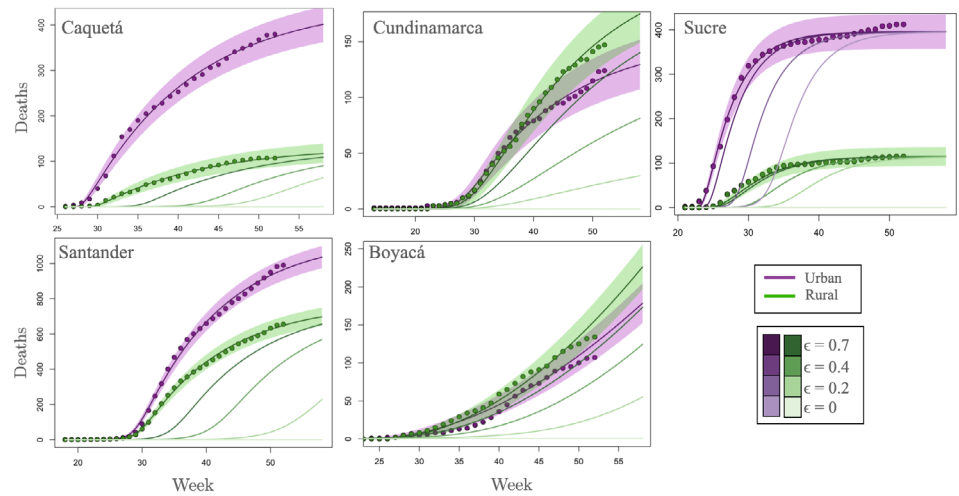 Caquetá
Cundinamarca
Sucre
Deaths
0 100 200 300 400
25 30 35 40 45 50 55
0 50 100 150
20 30 40 50
0 100 200 300 400
20 30 40 50
Santander
Boyacá
Deaths
0 200 400 600 800 1000
20 30 40 50
0 50 100 150 200 250
25 30 35 40 45 50 55
Week
Week
Urban
Rural
ϵ = 0.7
ϵ = 0.4
ϵ = 0.2
ϵ = 0